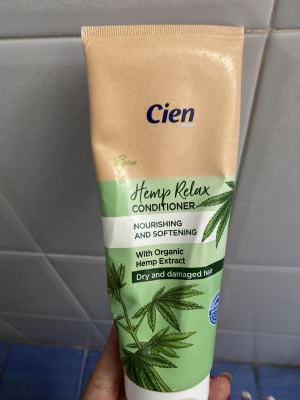 Cien
vegan
Hemp Relax
CONDITIONER
NOURISHING
AND SOFTENING
With Organic
Hemp Extract
Dry and damaged hair